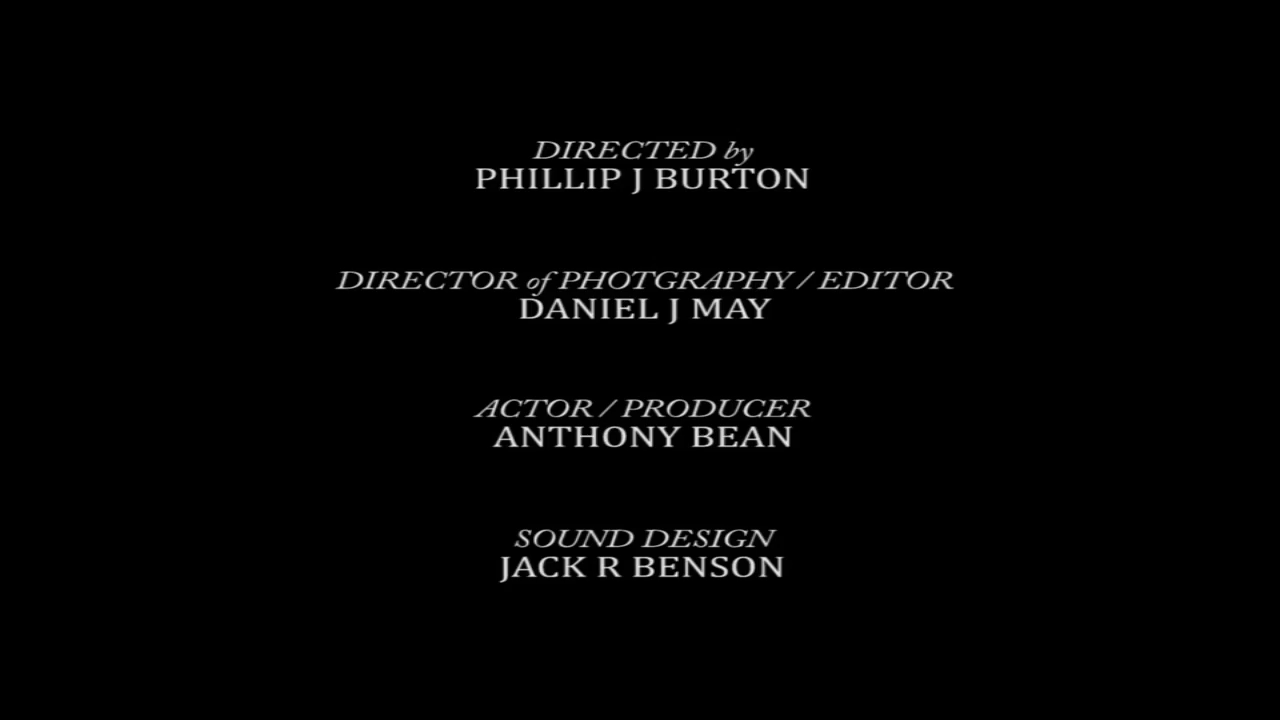 DIRECTED by
PHILLIP J BURTON
DIRECTOR of PHOTGRAPHY / EDITOR
DANIEL J MAY
ACTOR / PRODUCER
ANTHONY BEAN
SOUND DESIGN
JACK R BENSON